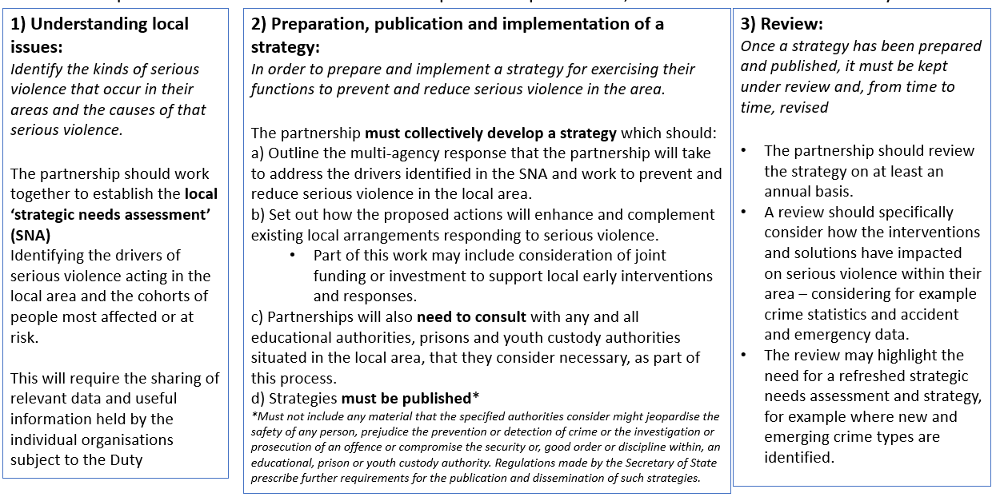 1) Understanding local
issues:
Identify the kinds of serious
violence that occur in their
areas and the causes of that
serious violence.
The partnership should work
together to establish the local
‘strategic needs assessment’
(SNA)
Identifying the drivers of
serious violence acting in the
local area and the cohorts of
people most affected or at
risk.
This will require the sharing of
relevant data and useful
information held by the
individual organisations
subject to the Duty
2) Preparation, publication and implementation of a
strategy:
In order to prepare and implement a strategy for exercising their
functions to prevent and reduce serious violence in the area.
The partnership must collectively develop a strategy which should:
a) Outline the multi-agency response that the partnership will take
to address the drivers identified in the SNA and work to prevent and
reduce serious violence in the local area.
b) Set out how the proposed actions will enhance and complement
existing local arrangements responding to serious violence.
• Part of this work may include consideration of joint
funding or investment to support local early interventions
and responses.
c) Partnerships will also need to consult with any and all
educational authorities, prisons and youth custody authorities
situated in the local area, that they consider necessary, as part of
this process.
d) Strategies must be published*
*Must not include any material that the specified authorities consider might jeopardise the
safety of any person, prejudice the prevention or detection of crime or the investigation or
prosecution of an offence or compromise the security or, good order or discipline within, an
educational, prison or youth custody authority. Regulations made by the Secretary of State
prescribe further requirements for the publication and dissemination of such strategies.
3) Review:
Once a strategy has been prepared
and published, it must be kept
under review and, from time to
time, revised
• The partnership should review
the strategy on at least an
annual basis.
• A review should specifically
consider how the interventions
and solutions have impacted
on serious violence within their
area – considering for example
crime statistics and accident
and emergency data.
• The review may highlight the
need for a refreshed strategic
needs assessment and strategy,
for example where new and
emerging crime types are
identified.